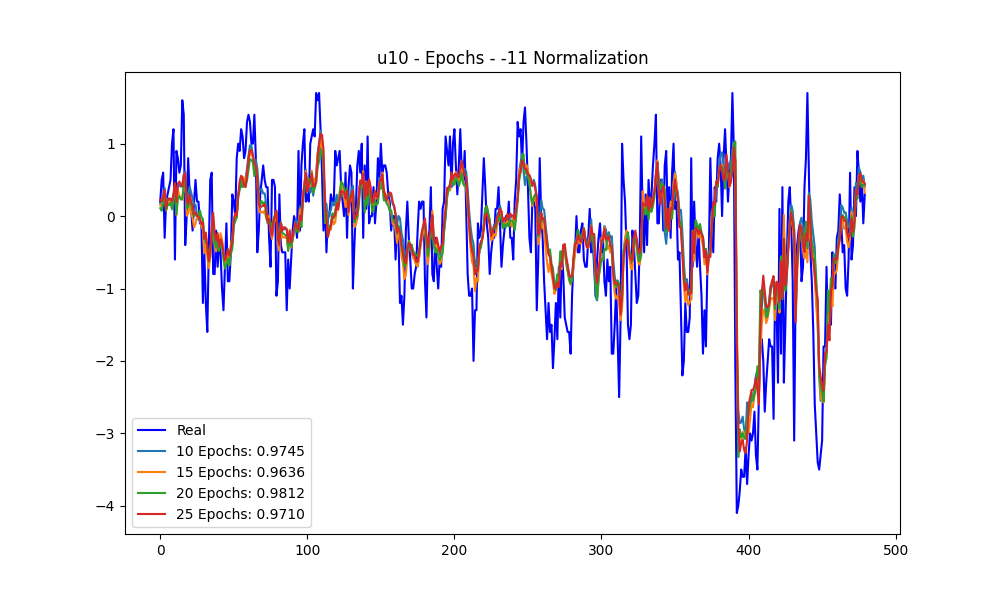 u10 - Epochs - -11 Normalization
1
0
−1
−2
−3
−4
Real
10 Epochs: 0.9745
15 Epochs: 0.9636
20 Epochs: 0.9812
25 Epochs: 0.9710
0 100 200 300 400 500